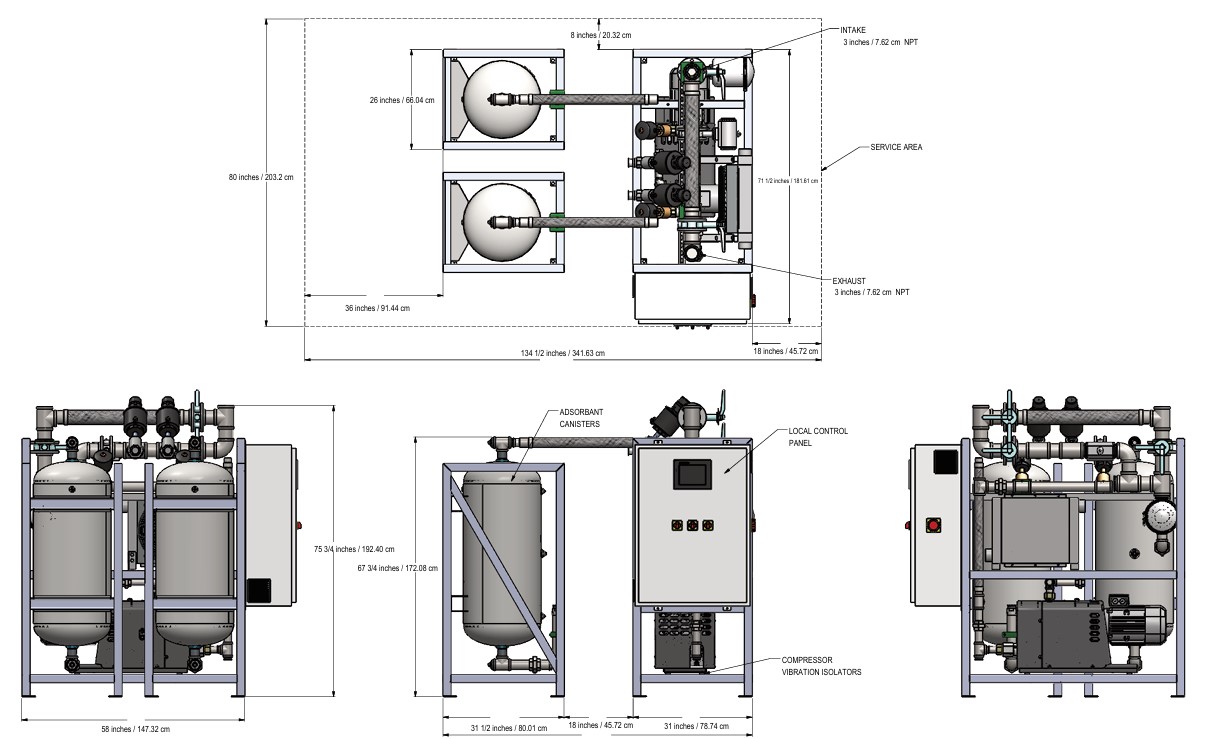 INTAKE
3 inches / 7.62 cm NPT
8 inches / 20.32 cm
26 inches / 66.04 cm
SERVICE AREA
80 inches / 203.2 cm
71 1/2 inches / 181.61 cm
EXHAUST
3 inches / 7.62 cm NPT
36 inches / 91.44 cm
134 1/2 inches / 341.63 cm
18 inches / 45.72 cm
ADSORBANT
CANISTERS
LOCAL CONTROL
PANEL
75 3/4 inches / 192.40 cm
67 3/4 inches / 172.08 cm
COMPRESSOR
VIBRATION ISOLATORS
58 inches / 147.32 cm
31 1/2 inches / 80.01 cm
18 inches / 45.72 cm
31 inches / 78.74 cm